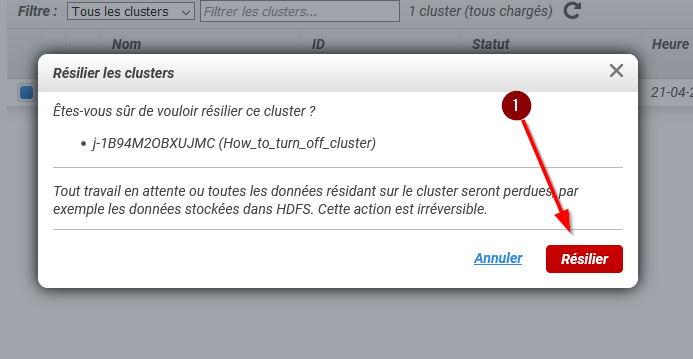 Filtre : Tous les clusters Filtrer les clusters... 1 cluster (tous chargés)
Nom ID Statut Heure
Résilier les clusters
21-04-2
Êtes-vous sûr de vouloir résilier ce cluster ?
1
• j-1B94M2OBXUJMC (How_to_turn_off_cluster)
Tout travail en attente ou toutes les données résidant sur le cluster seront perdues, par
exemple les données stockées dans HDFS. Cette action est irréversible.
Annuler Résilier